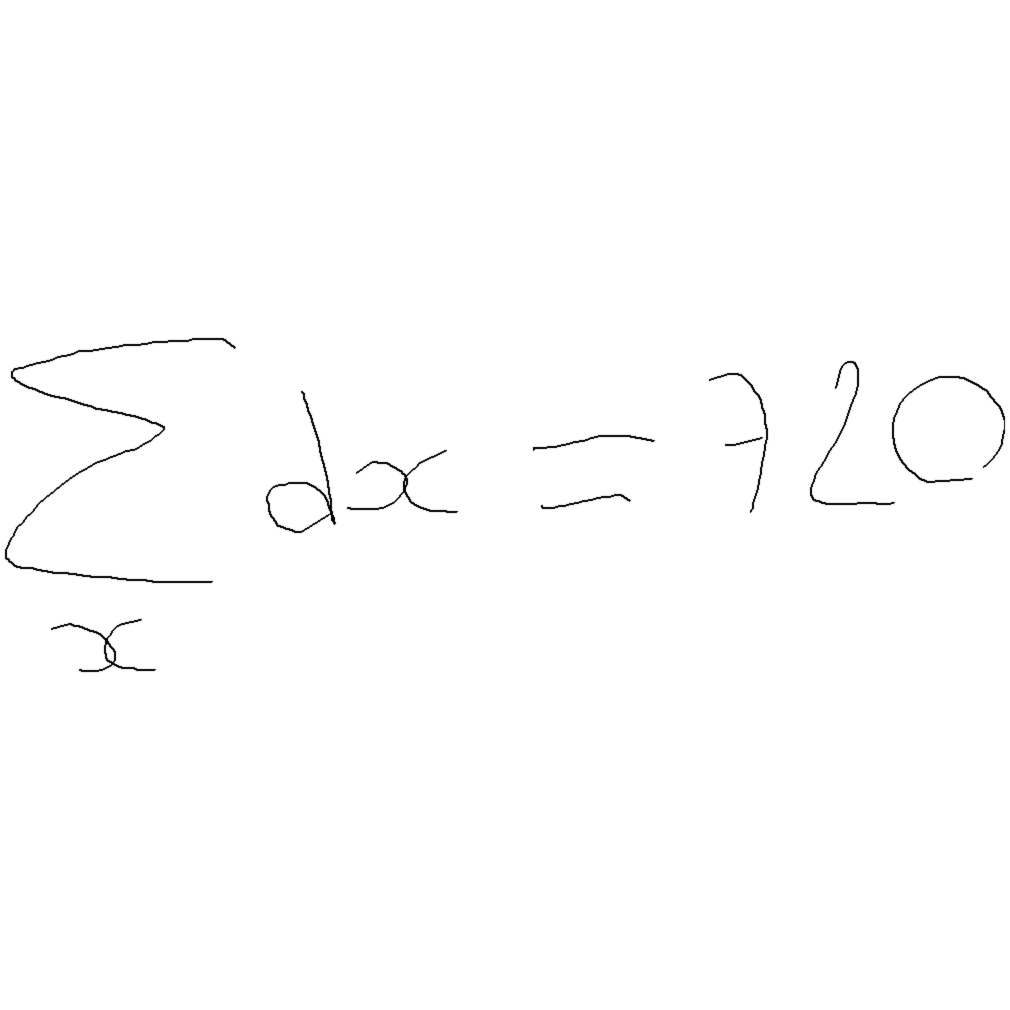 ∑ dx = 720
x